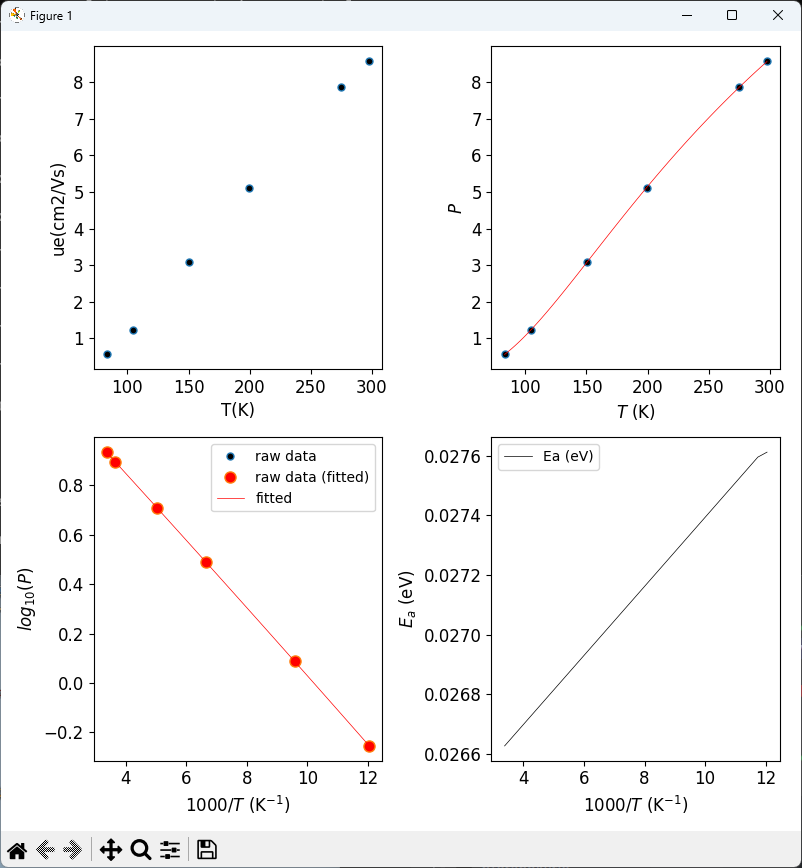 Figure 1
8
7
6
5
4
3
2
1
ue(cm2/Vs)
100 150 200 250 300
T(K)
8
7
6
5
4
3
2
1
P
100 150 200 250 300
T (K)
raw data
raw data (fitted)
fitted
0.8
0.6
0.4
0.2
0.0
−0.2
log₁₀(P)
4 6 8 10 12
1000/T (K⁻¹)
Ea (eV)
0.0276
0.0274
0.0272
0.0270
0.0268
0.0266
Eₐ (eV)
4 6 8 10 12
1000/T (K⁻¹)